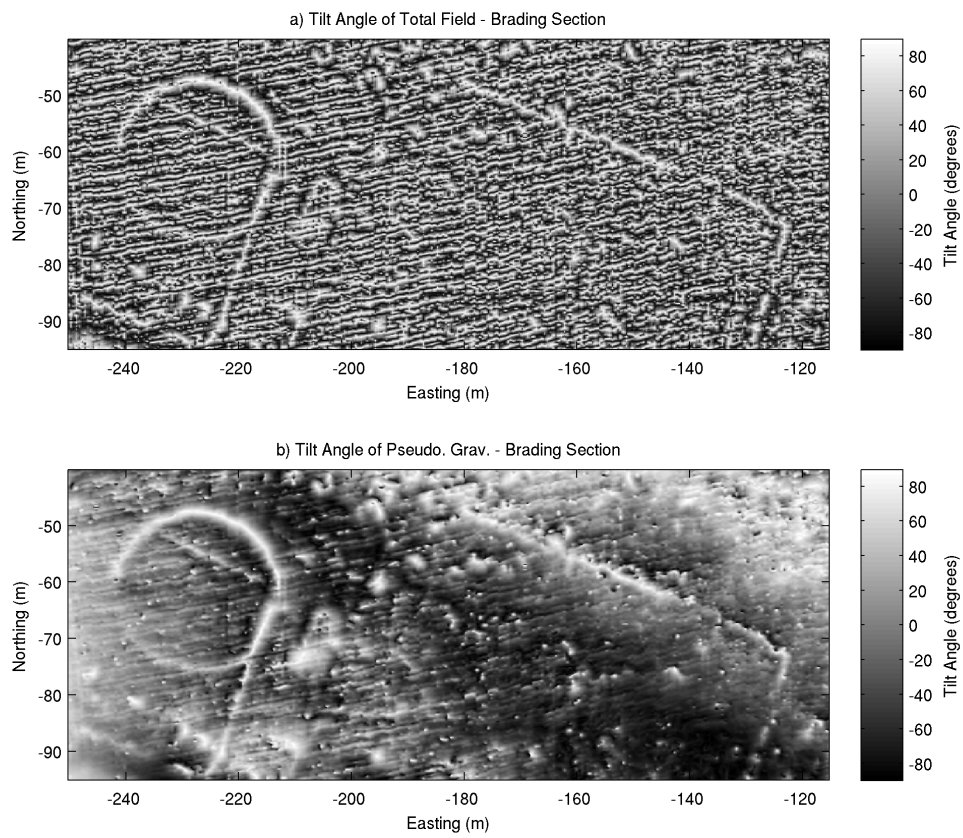 a) Tilt Angle of Total Field - Brading Section
-50
-60
-70
-80
-90
Northing (m)
-240 -220 -200 -180 -160 -140 -120
Easting (m)
80
60
40
20
0
-20
-40
-60
-80
Tilt Angle (degrees)
b) Tilt Angle of Pseudo. Grav. - Brading Section
-50
-60
-70
-80
-90
Northing (m)
-240 -220 -200 -180 -160 -140 -120
Easting (m)
80
60
40
20
0
-20
-40
-60
-80
Tilt Angle (degrees)